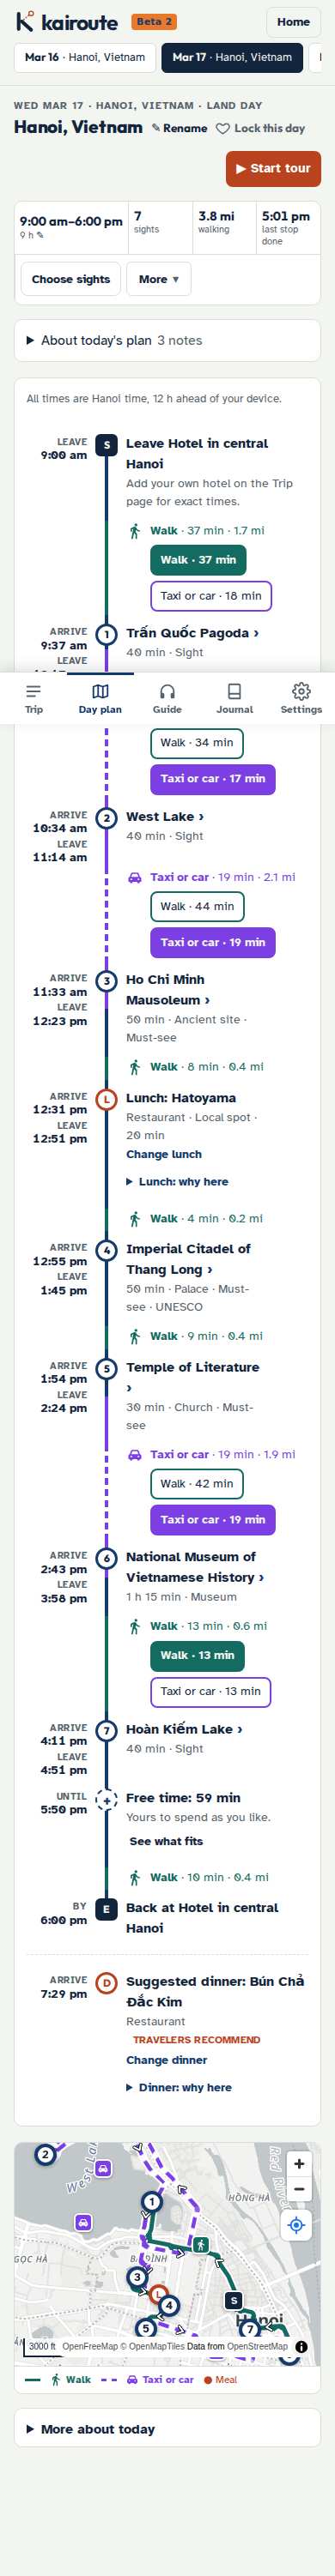 kairoute Beta 2 Home
Mar 16 · Hanoi, Vietnam Mar 17 · Hanoi, Vietnam
WED MAR 17 · HANOI, VIETNAM · LAND DAY
Hanoi, Vietnam ✎ Rename Lock this day
▶ Start tour
9:00 am–6:00 pm
9 h ✎
7
sights
3.8 mi
walking
5:01 pm
last stop
done
Choose sights More ▾
▶ About today's plan 3 notes
All times are Hanoi time, 12 h ahead of your device.
LEAVE
9:00 am
S
Leave Hotel in central
Hanoi
Add your own hotel on the Trip
page for exact times.
Walk · 37 min · 1.7 mi
Walk · 37 min
Taxi or car · 18 min
ARRIVE
9:37 am
LEAVE
1
Trấn Quốc Pagoda ›
40 min · Sight
Trip Day plan Guide Journal Settings
Walk · 34 min
Taxi or car · 17 min
ARRIVE
10:34 am
LEAVE
11:14 am
2
West Lake ›
40 min · Sight
Taxi or car · 19 min · 2.1 mi
Walk · 44 min
Taxi or car · 19 min
ARRIVE
11:33 am
LEAVE
12:23 pm
3
Ho Chi Minh
Mausoleum ›
50 min · Ancient site ·
Must-see
Walk · 8 min · 0.4 mi
ARRIVE
12:31 pm
LEAVE
12:51 pm
L
Lunch: Hatoyama
Restaurant · Local spot ·
20 min
Change lunch
▶ Lunch: why here
Walk · 4 min · 0.2 mi
ARRIVE
12:55 pm
LEAVE
1:45 pm
4
Imperial Citadel of
Thang Long ›
50 min · Palace · Must-
see · UNESCO
Walk · 9 min · 0.4 mi
ARRIVE
1:54 pm
LEAVE
2:24 pm
5
Temple of Literature
›
30 min · Church · Must-
see
Taxi or car · 19 min · 1.9 mi
Walk · 42 min
Taxi or car · 19 min
ARRIVE
2:43 pm
LEAVE
3:58 pm
6
National Museum of
Vietnamese History ›
1 h 15 min · Museum
Walk · 13 min · 0.6 mi
Walk · 13 min
Taxi or car · 13 min
ARRIVE
4:11 pm
LEAVE
4:51 pm
7
Hoàn Kiếm Lake ›
40 min · Sight
UNTIL
5:50 pm
+
Free time: 59 min
Yours to spend as you like.
See what fits
Walk · 10 min · 0.4 mi
BY
6:00 pm
E
Back at Hotel in central
Hanoi
ARRIVE
7:29 pm
D
Suggested dinner: Bún Chả
Đắc Kim
Restaurant
TRAVELERS RECOMMEND
Change dinner
▶ Dinner: why here
2
West
Red
+
−
1
HỒNG HÀ
NGỌC HÀ
BA ĐÌNH
3
L
4
S
5
7
3000 ft OpenFreeMap © OpenMapTiles Data from OpenStreetMap
Walk Taxi or car Meal
▶ More about today